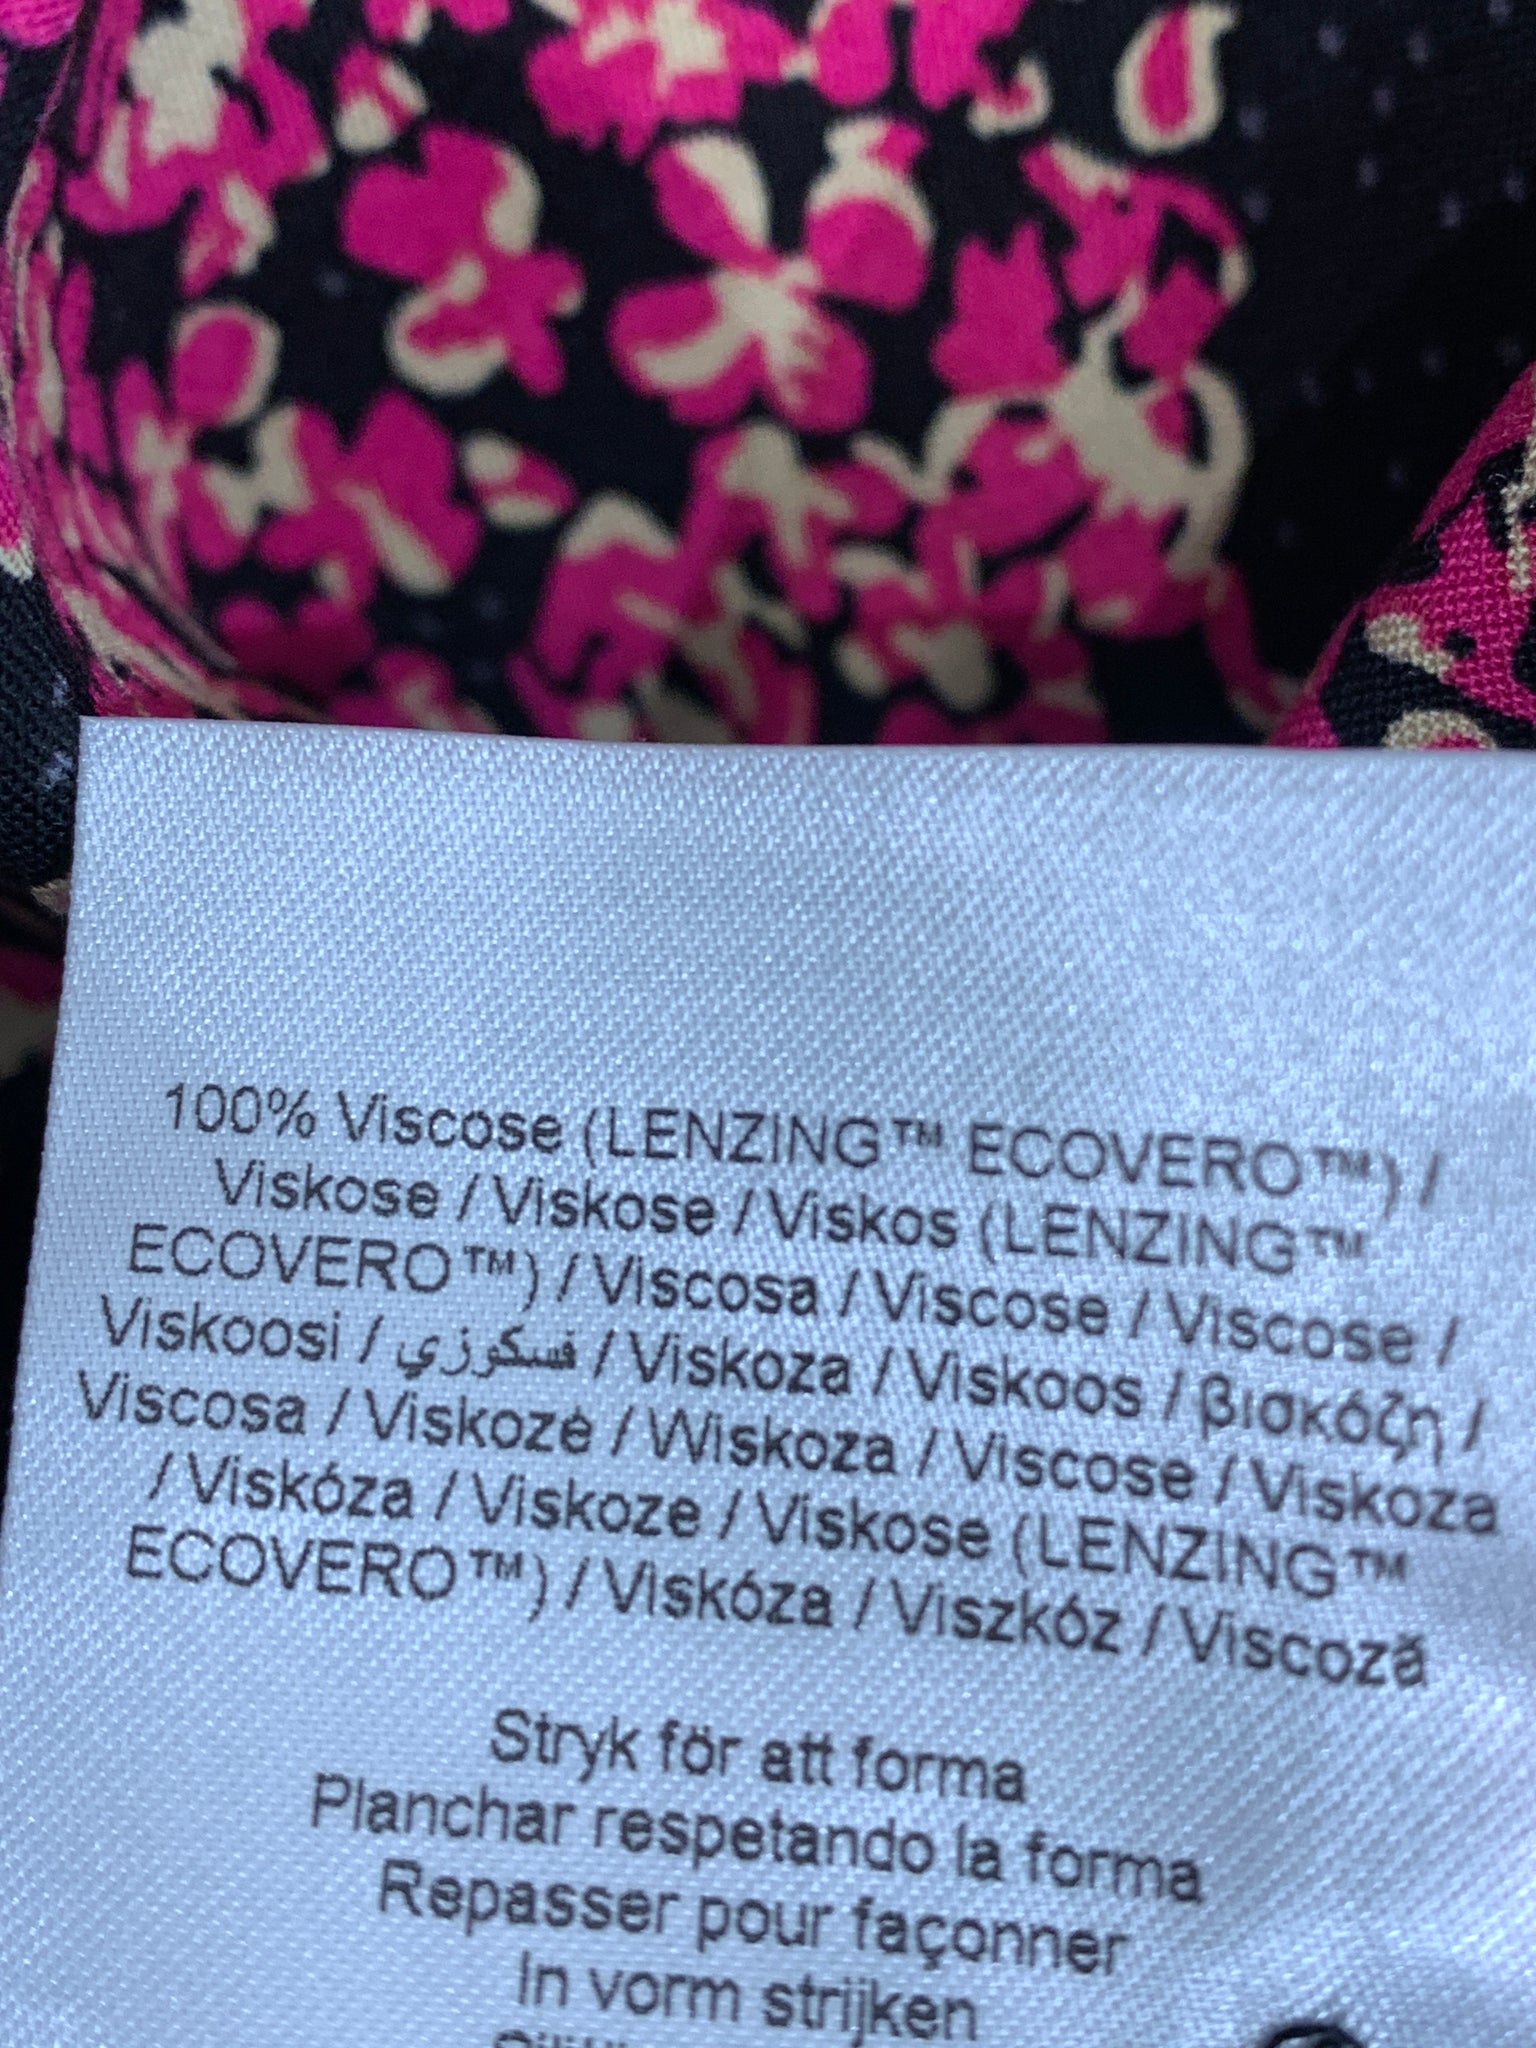 100% Viscose (LENZING™ ECOVERO™) /
Viskose / Viskose / Viskos (LENZING™
ECOVERO™) / Viscosa / Viscose / Viscose /
Viskoosi / فسكوزي / Viskoza / Viskoos / βισκόζη /
Viscosa / Viskozė / Wiskoza / Viscose / Viskoza
/ Viskóza / Viskoze / Viskose (LENZING™
ECOVERO™) / Viskóza / Viszkóz / Viscoză
Stryk för att forma
Planchar respetando la forma
Repasser pour façonner
In vorm strijken